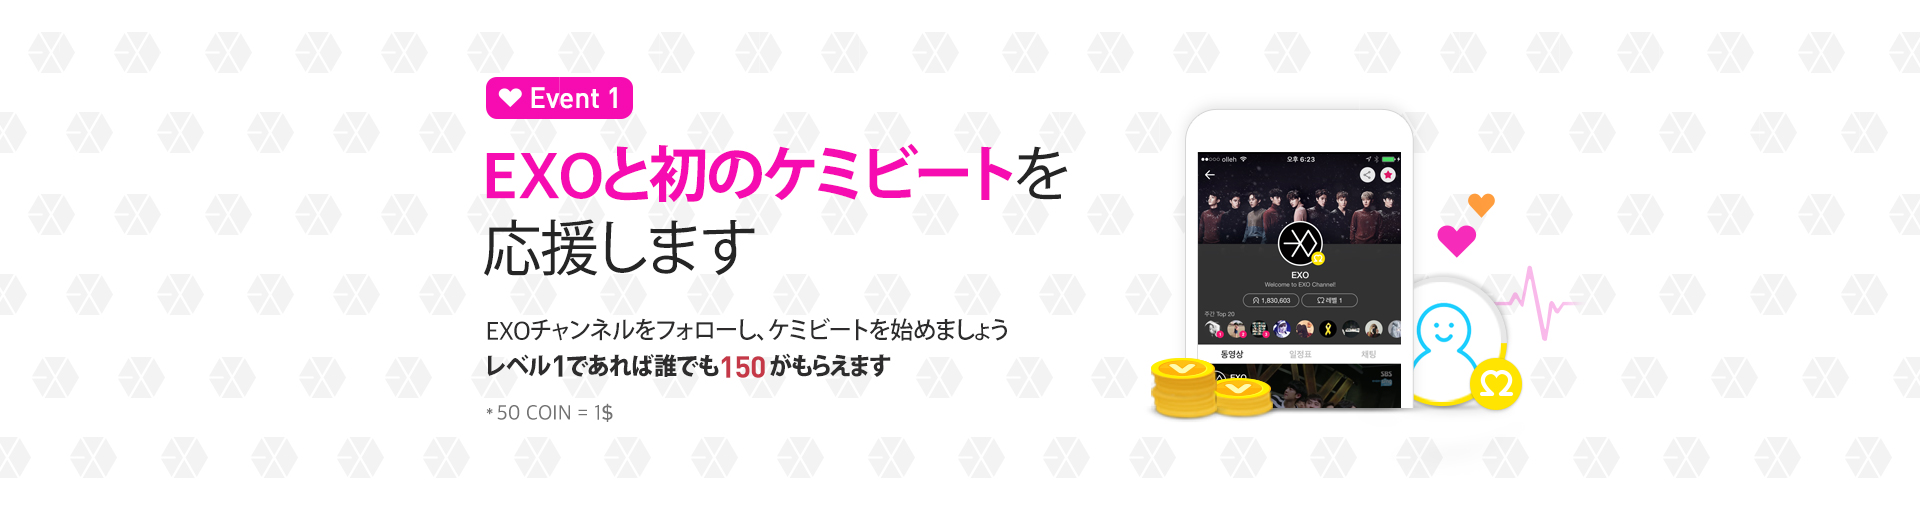 Event 1
EXOと初のケミビートを
応援します
EXOチャンネルをフォローし、ケミビートを始めましょう
レベル1であれば誰でも150 がもらえます
* 50 COIN = 1$
olleh
오후 6:23
EXO
EXO
Welcome to EXO Channel!
1,830,603
레벨 1
주간 Top 20
동영상
일정표
채팅
EXO
SBS